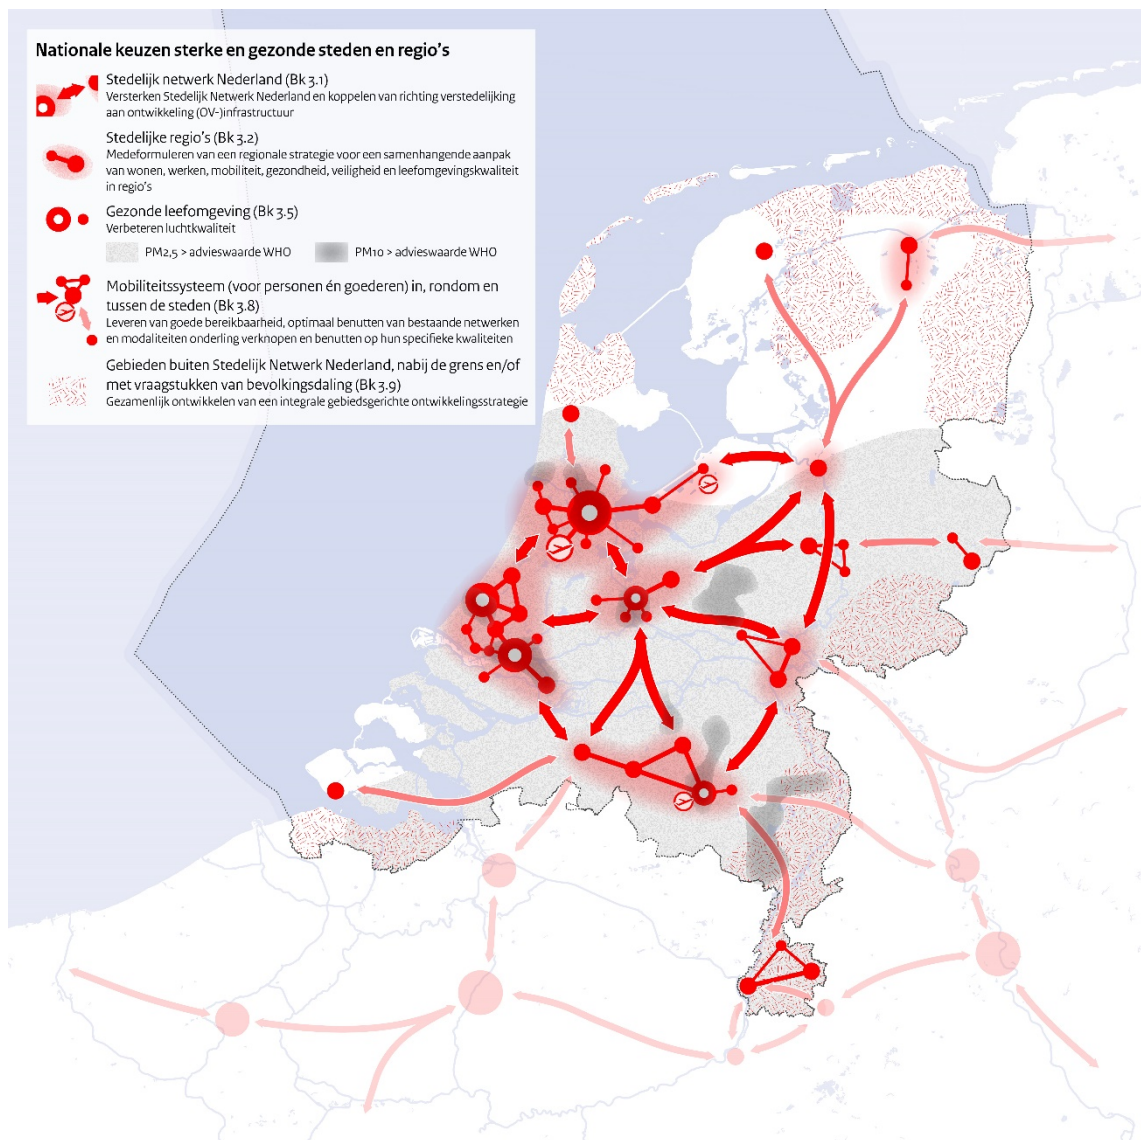 Nationale keuzen sterke en gezonde steden en regio's
Stedelijk netwerk Nederland (Bk 3.1)
Versterken Stedelijk Netwerk Nederland en koppelen van richting verstedelijking
aan ontwikkeling (OV-)infrastructuur
Stedelijke regio's (Bk 3.2)
Medeformuleren van een regionale strategie voor een samenhangende aanpak
van wonen, werken, mobiliteit, gezondheid, veiligheid en leefomgevingskwaliteit
in regio's
Gezonde leefomgeving (Bk 3.5)
Verbeteren luchtkwaliteit
PM2,5 > advieswaarde WHO PM10 > advieswaarde WHO
Mobiliteitssysteem (voor personen én goederen) in, rondom en
tussen de steden (Bk 3.8)
Leveren van goede bereikbaarheid, optimaal benutten van bestaande netwerken
en modaliteiten onderling verknopen en benutten op hun specifieke kwaliteiten
Gebieden buiten Stedelijk Netwerk Nederland, nabij de grens en/of
met vraagstukken van bevolkingsdaling (Bk 3.9)
Gezamenlijk ontwikkelen van een integrale gebiedsgerichte ontwikkelingsstrategie